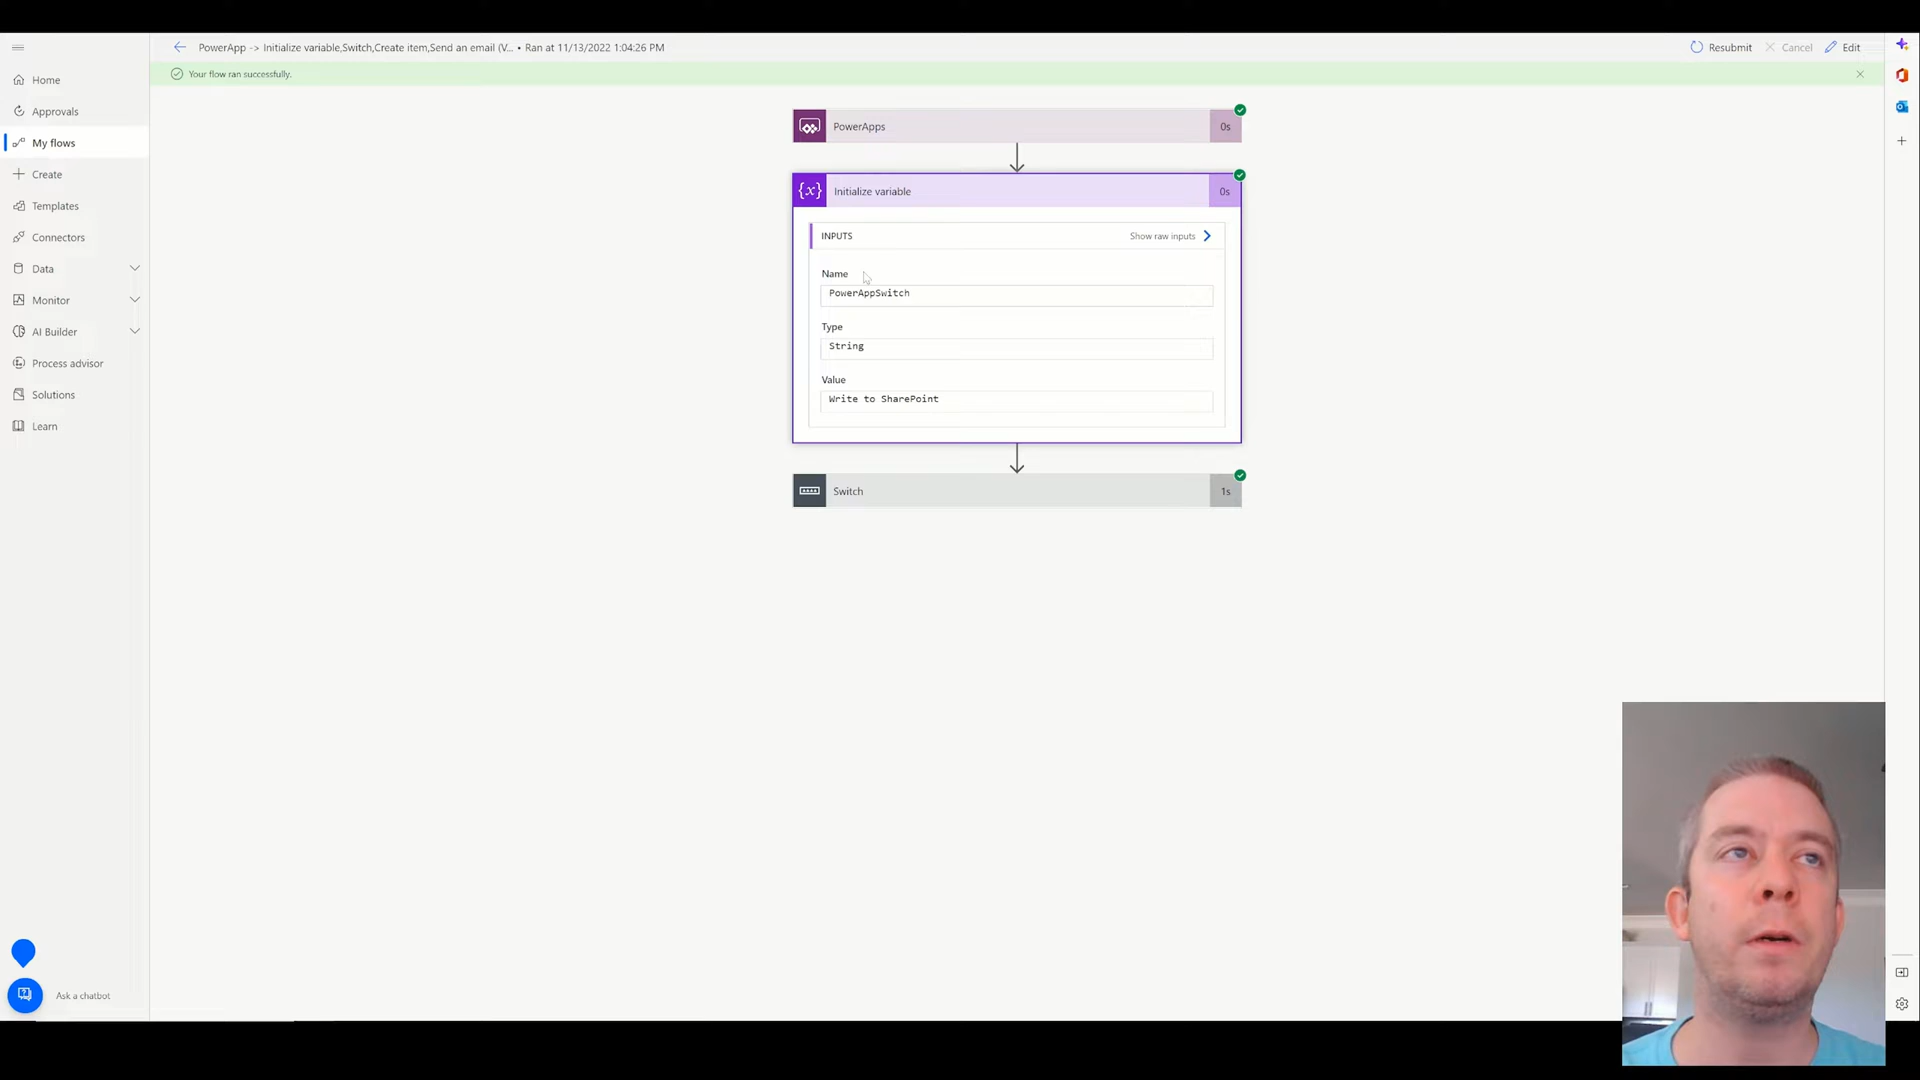 PowerApp -> Initialize variable,Switch,Create item,Send an email (V... • Ran at 11/13/2022 1:04:26 PM
Resubmit
Cancel
Edit
Your flow ran successfully.
Home
Approvals
My flows
Create
Templates
Connectors
Data
Monitor
AI Builder
Process advisor
Solutions
Learn
Ask a chatbot
PowerApps
0s
{x}
Initialize variable
0s
INPUTS
Show raw inputs
Name
PowerAppSwitch
Type
String
Value
Write to SharePoint
Switch
1s